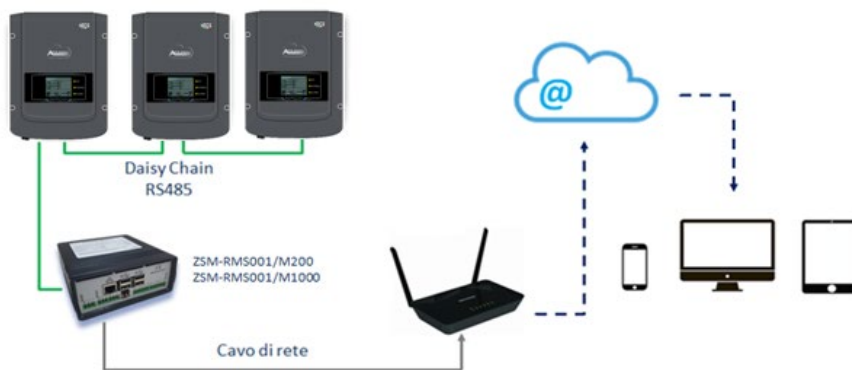 Daisy Chain
RS485
@
ZSM-RMS001/M200
ZSM-RMS001/M1000
Cavo di rete